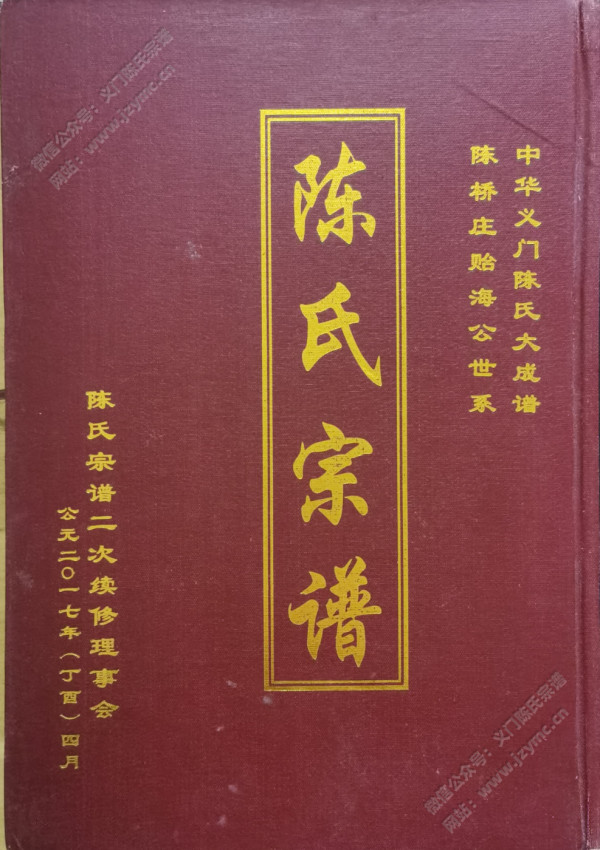 中华义门陈氏大成谱
陈桥庄贻海公世系
陈氏宗谱
陈氏宗谱二次续修理事会
公元二〇一七年（丁酉）四月
微信公众号：义门陈氏宗谱
网站：www.jzymc.cn
微信公众号：义门陈氏宗谱
网站：www.jzymc.cn